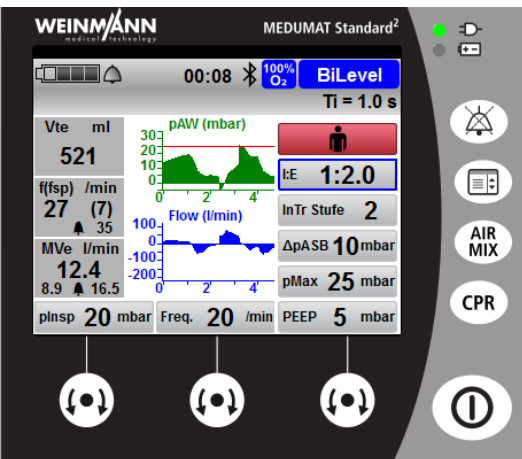 WEINMANN
medical technology
MEDUMAT Standard²
00:08 100% O₂ BiLevel
Ti = 1.0 s
Vte ml
521
f(fsp) /min
27 (7)
35
MVe l/min
12.4
8.9 16.5
pAW (mbar)
30
20
10
0
0' 2' 4'
Flow (l/min)
100
0
-100
-200
0' 2' 4'
I:E 1:2.0
InTr Stufe 2
ΔpASB 10 mbar
pMax 25 mbar
pInsp 20 mbar Freq. 20 /min PEEP 5 mbar
AIR
MIX
CPR